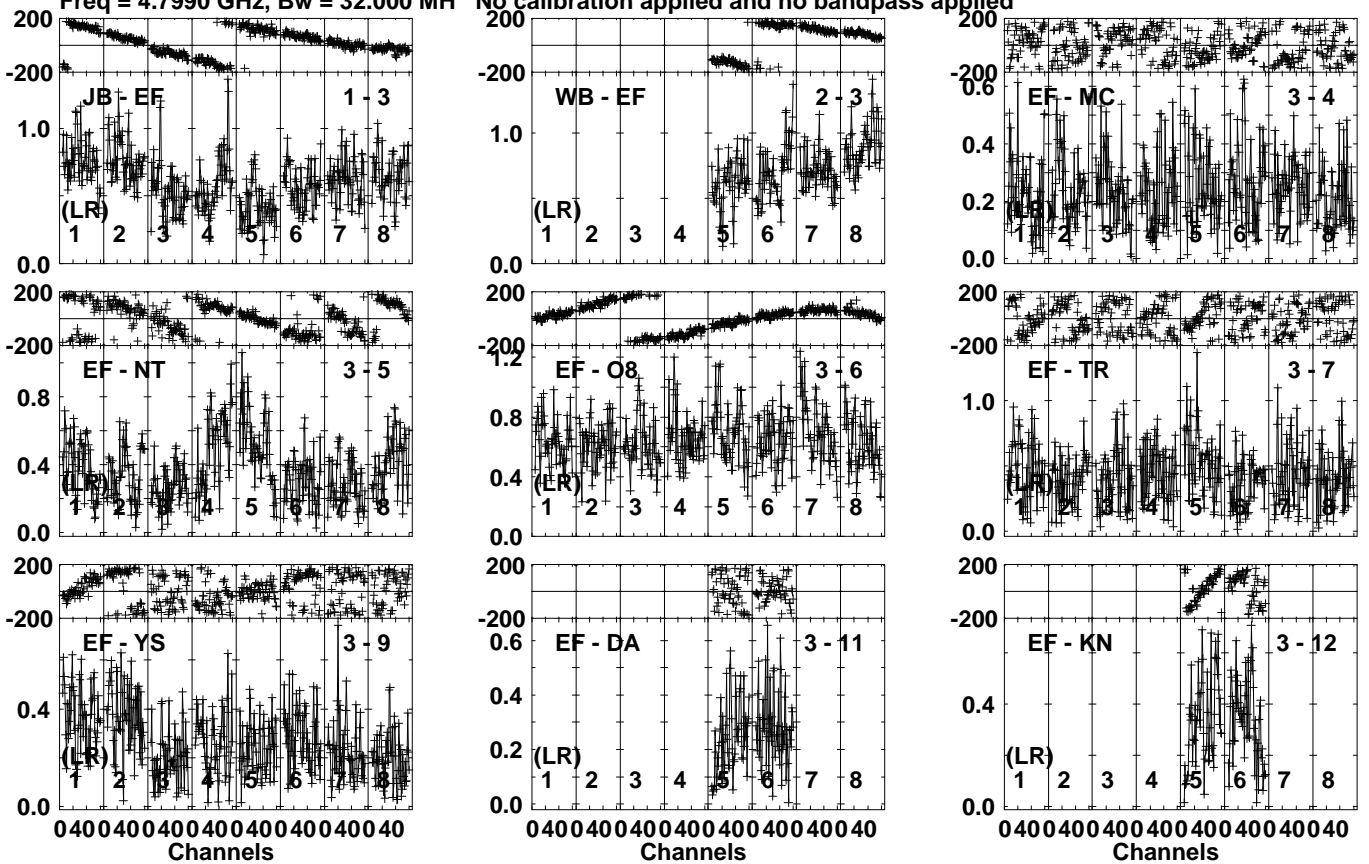 Freq = 4.7990 GHz, Bw = 32.000 MH   No calibration applied and no bandpass applied
200
-200
JB - EF 1 - 3
1.0
(LR)
1 2 3 4 5 6 7 8
0.0
200
-200
WB - EF 2 - 3
1.0
(LR)
1 2 3 4 5 6 7 8
0.0
200
-200
0.6
EF - MC 3 - 4
0.4
0.2
(LR)
1 2 3 4 5 6 7 8
0.0
200
-200
EF - NT 3 - 5
0.8
0.4
(LR)
1 2 3 4 5 6 7 8
0.0
200
-200
1.2
EF - O8 3 - 6
0.8
0.4
(LR)
1 2 3 4 5 6 7 8
0.0
200
-200
EF - TR 3 - 7
1.0
(LR)
1 2 3 4 5 6 7 8
0.0
200
-200
EF - YS 3 - 9
0.4
(LR)
1 2 3 4 5 6 7 8
0.0
200
-200
0.6
EF - DA 3 - 11
0.4
0.2
(LR)
1 2 3 4 5 6 7 8
0.0
200
-200
EF - KN 3 - 12
0.4
(LR)
1 2 3 4 5 6 7 8
0.0
0 40 0 40 0 40 0 40 0 40 0 40 0 40 0 40
Channels
0 40 0 40 0 40 0 40 0 40 0 40 0 40 0 40
Channels
0 40 0 40 0 40 0 40 0 40 0 40 0 40 0 40
Channels